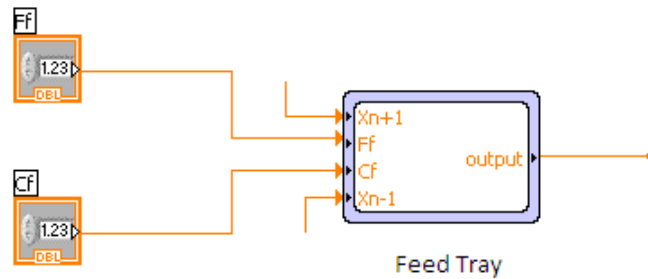 Ff
1.23
DBL
Xn+1
Ff
Cf
output
Xn-1
Cf
1.23
DBL
Feed Tray